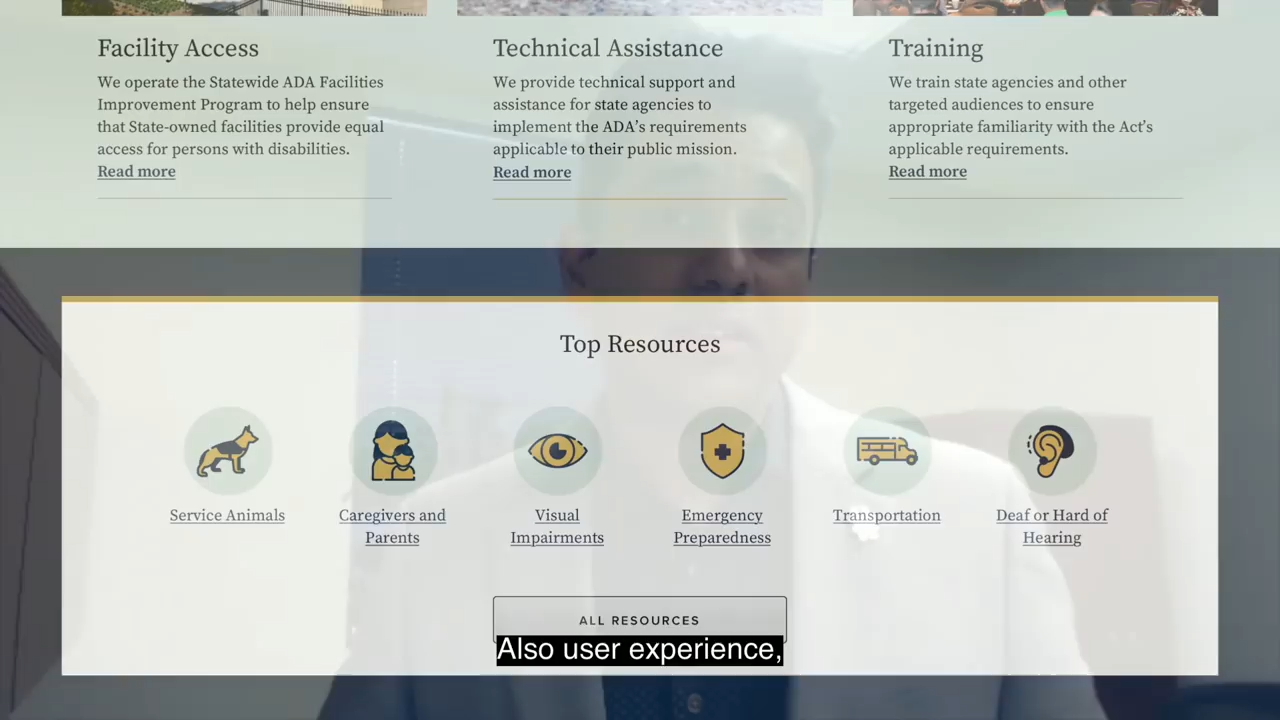 Facility Access
We operate the Statewide ADA Facilities
Improvement Program to help ensure
that State-owned facilities provide equal
access for persons with disabilities.
Read more
Technical Assistance
We provide technical support and
assistance for state agencies to
implement the ADA's requirements
applicable to their public mission.
Read more
Training
We train state agencies and other
targeted audiences to ensure
appropriate familiarity with the Act's
applicable requirements.
Read more
Top Resources
Service Animals
Caregivers and
Parents
Visual
Impairments
Emergency
Preparedness
Transportation
Deaf or Hard of
Hearing
ALL RESOURCES
Also user experience,